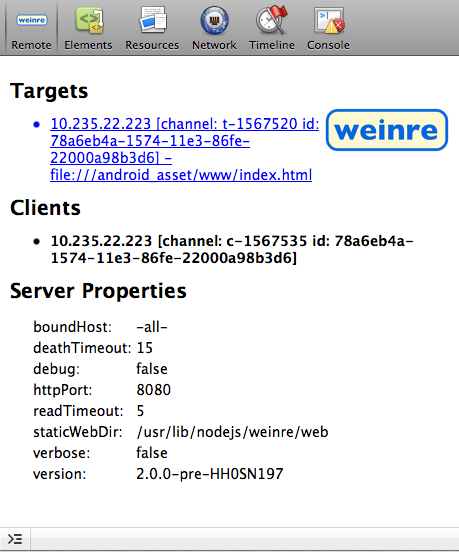 weinre
Remote Elements Resources Network Timeline Console
Targets
10.235.22.223 [channel: t-1567520 id:
78a6eb4a-1574-11e3-86fe-
22000a98b3d6] -
file:///android_asset/www/index.html
weinre
Clients
10.235.22.223 [channel: c-1567535 id: 78a6eb4a-
1574-11e3-86fe-22000a98b3d6]
Server Properties
boundHost: -all-
deathTimeout: 15
debug: false
httpPort: 8080
readTimeout: 5
staticWebDir: /usr/lib/nodejs/weinre/web
verbose: false
version: 2.0.0-pre-HH0SN197